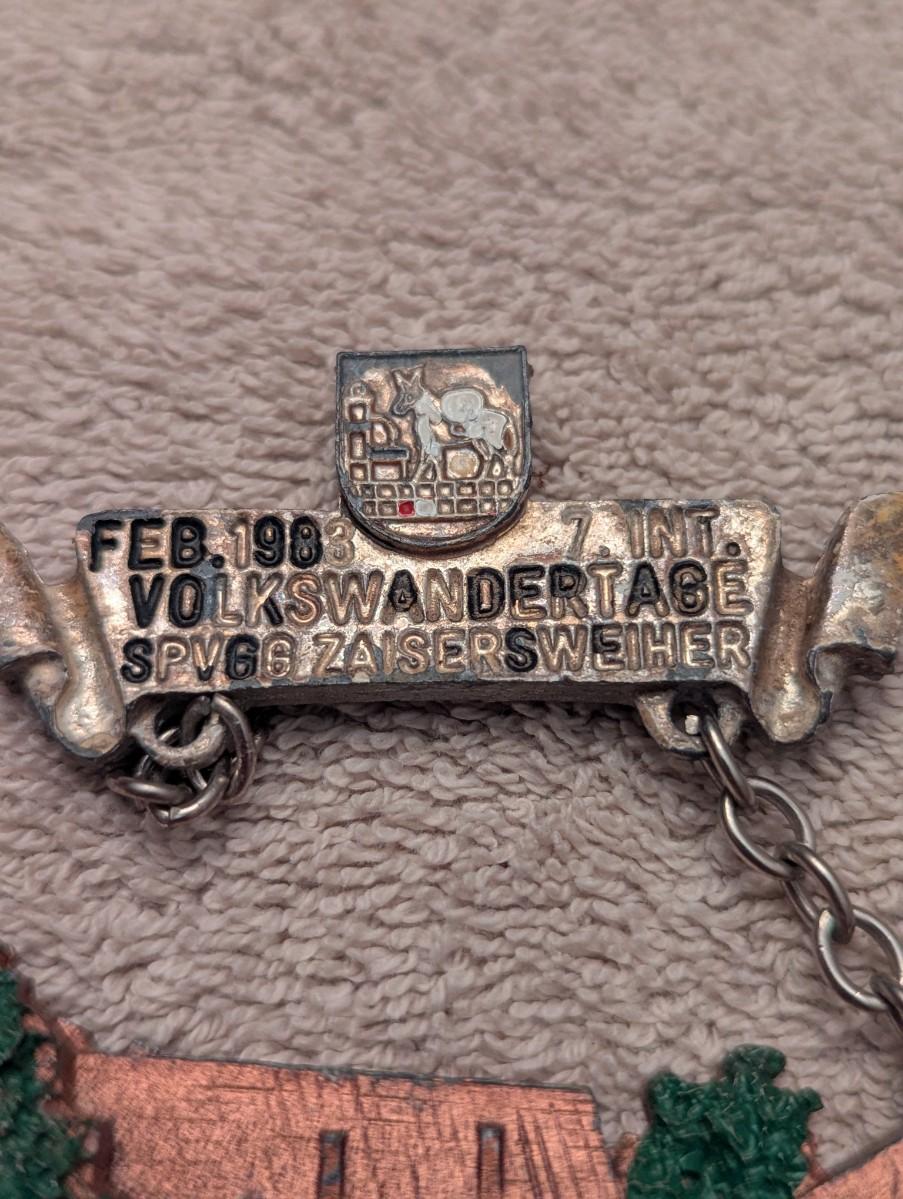 FEB. 1983 7. INT.
VOLKSWANDERTAGE
SPVGG ZAISERSWEIHER